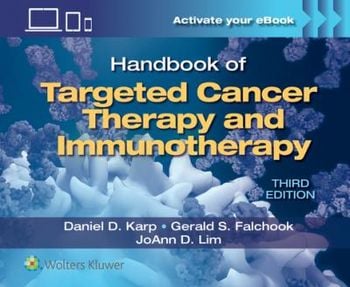 Activate your eBook
Handbook of
Targeted Cancer
Therapy and
Immunotherapy
THIRD
EDITION
Daniel D. Karp • Gerald S. Falchook
JoAnn D. Lim
Wolters Kluwer